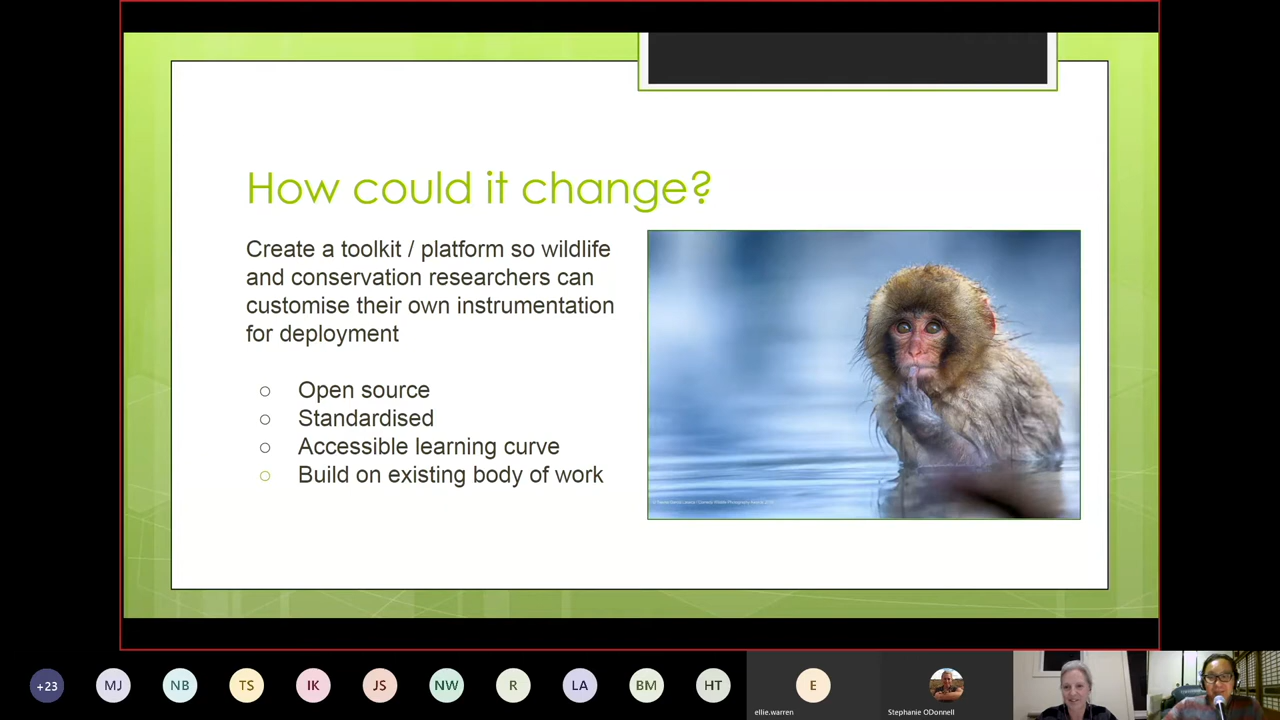 How could it change?
Create a toolkit / platform so wildlife
and conservation researchers can
customise their own instrumentation
for deployment
Open source
Standardised
Accessible learning curve
Build on existing body of work
+23
MJ
NB
TS
IK
JS
NW
R
LA
BM
HT
E
ellie.warren
Stephanie ODonnell